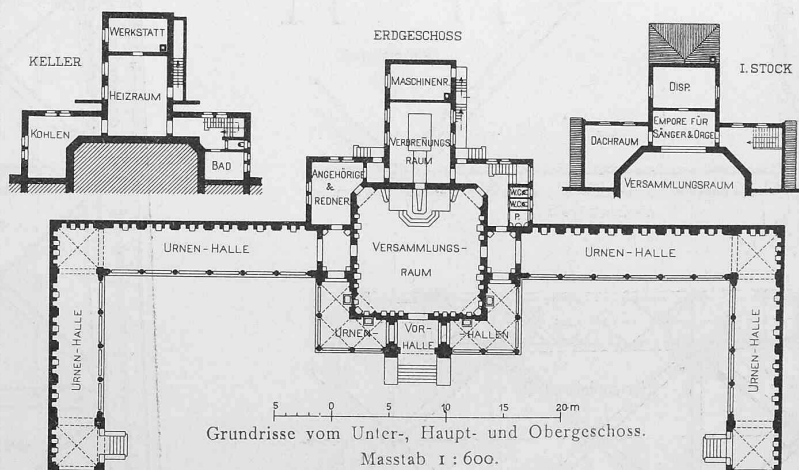 KELLER
WERKSTATT
HEIZRAUM
KOHLEN
BAD
ERDGESCHOSS
MASCHINENR.
VERBREÑUNGS
RAUM
ANGEHÖRIGE
&
REDNER
W.C.
W.C.
P.
VERSAMMLUNGS-
RAUM
URNEN-HALLE
URNEN-HALLE
URNEN-HALLE
URNEN-HALLE
URNEN-
VOR-
HALLE
-HALLEN
I. STOCK
DISP.
EMPORE FÜR
SÄNGER & ORGEL
DACHRAUM
VERSAMMLUNGSRAUM
5 0 5 10 15 20 m
Grundrisse vom Unter-, Haupt- und Obergeschoss.
Masstab 1 : 600.